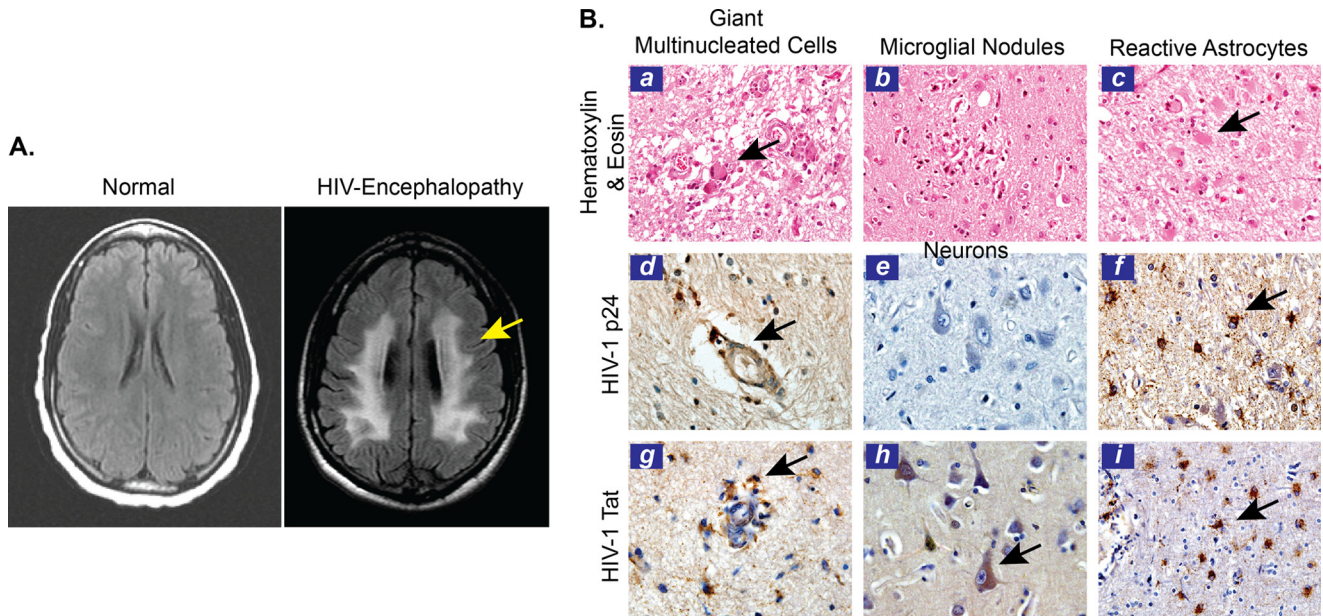 A.
Normal
HIV-Encephalopathy
B.
Giant
Multinucleated Cells
Microglial Nodules
Reactive Astrocytes
Hematoxylin
& Eosin
a
b
c
Neurons
HIV-1 p24
d
e
f
HIV-1 Tat
g
h
i